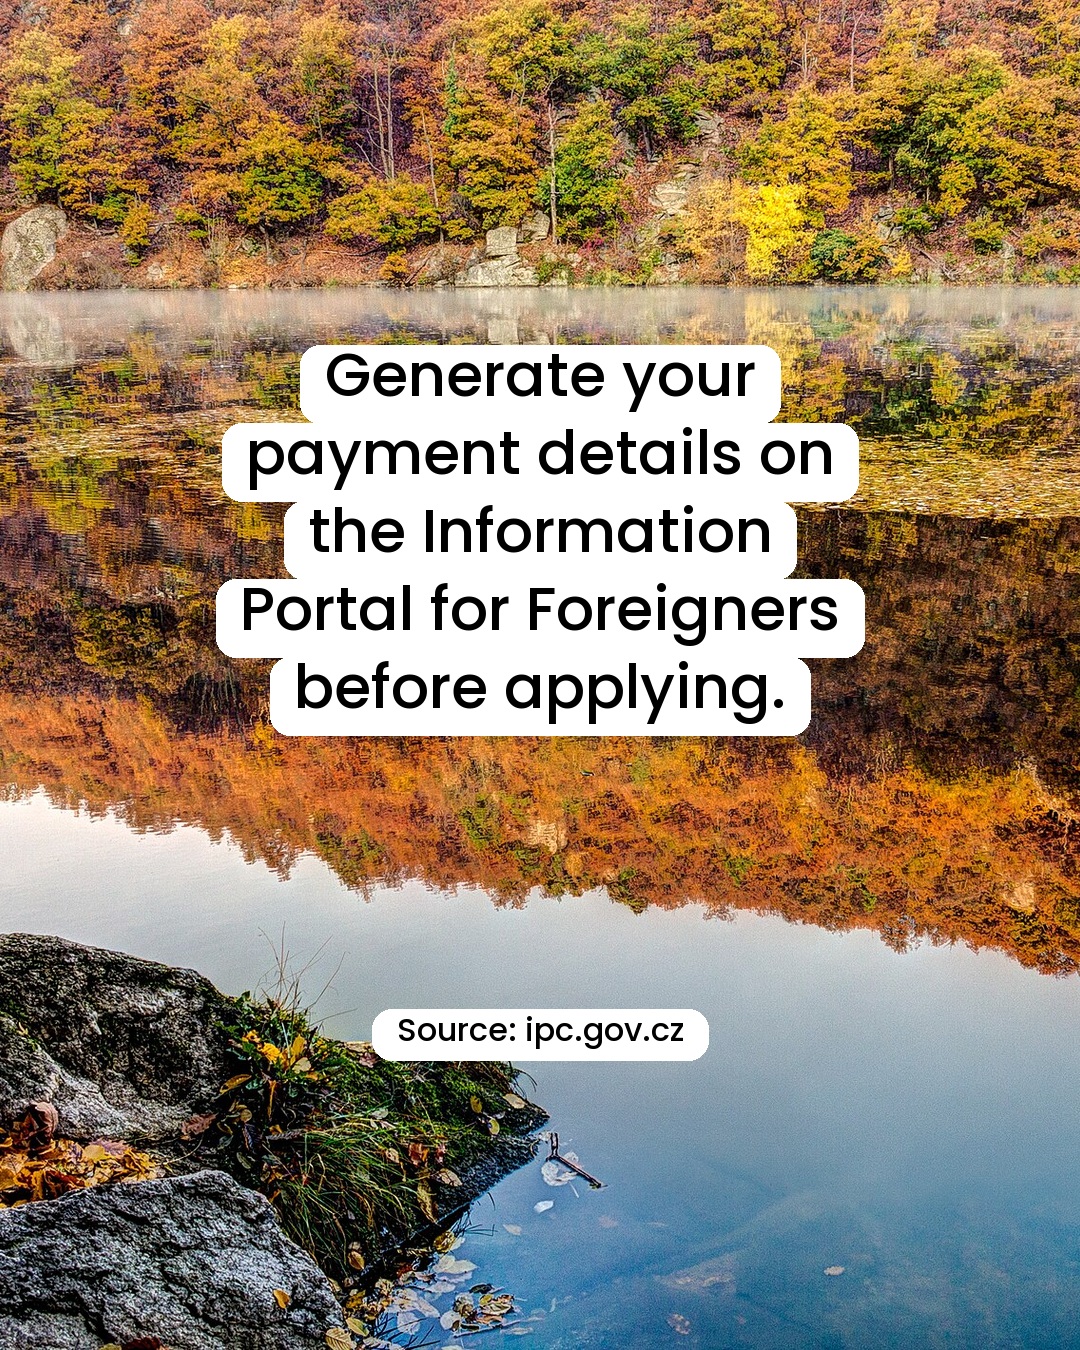 Generate your
payment details on
the Information
Portal for Foreigners
before applying.
Source: ipc.gov.cz